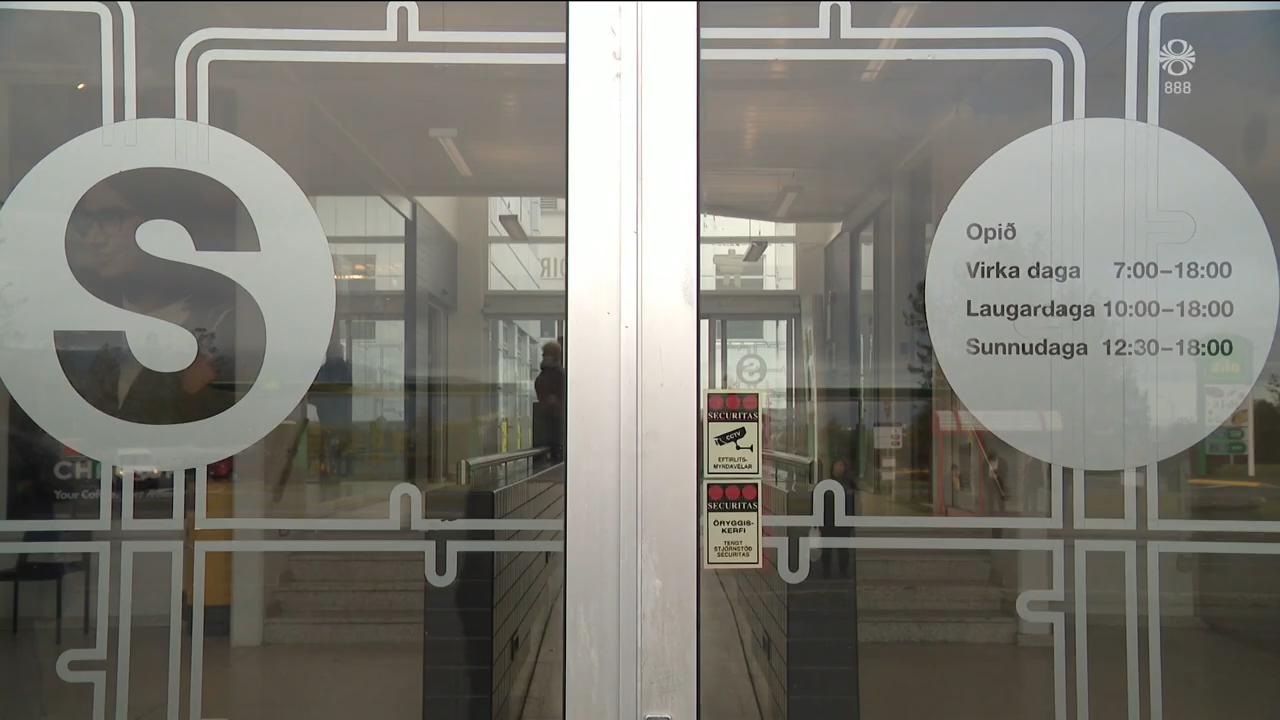 888
S
Opið
Virka daga 7:00–18:00
Laugardaga 10:00–18:00
Sunnudaga 12:30–18:00
S
SECURITAS
CCTV
EFTIRLITS-
MYNDAVÉLAR
SECURITAS
ÖRYGGIS-
KERFI
TENGT
STJÓRNSTÖÐ
SECURITAS
Your